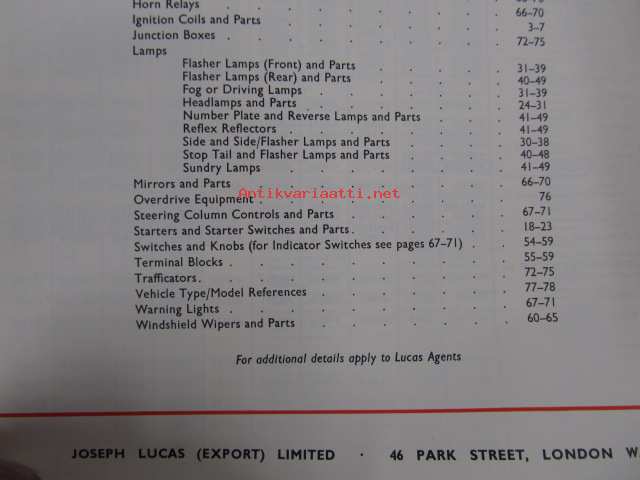 Horn Relays . . . . . . . . 66-70
Ignition Coils and Parts . . . . . . 3-7
Junction Boxes . . . . . . . . 72-75
Lamps
Flasher Lamps (Front) and Parts . . . . . 31-39
Flasher Lamps (Rear) and Parts . . . . . 40-49
Fog or Driving Lamps . . . . . . 31-39
Headlamps and Parts . . . . . . 24-31
Number Plate and Reverse Lamps and Parts . . . 41-49
Reflex Reflectors . . . . . . . 41-49
Side and Side/Flasher Lamps and Parts . . . . 30-38
Stop Tail and Flasher Lamps and Parts . . . . 40-48
Sundry Lamps . . . . . . . 41-49
Mirrors and Parts . . . . . . . 66-70
Antikvariaatti.net
Overdrive Equipment . . . . . . . 76
Steering Column Controls and Parts . . . . . 67-71
Starters and Starter Switches and Parts . . . . . 18-23
Switches and Knobs (for Indicator Switches see pages 67-71) . . 54-59
Terminal Blocks . . . . . . . . 55-59
Trafficators . . . . . . . . . 72-75
Vehicle Type/Model References . . . . . . 77-78
Warning Lights . . . . . . . . 67-71
Windshield Wipers and Parts . . . . . . 60-65
For additional details apply to Lucas Agents
JOSEPH LUCAS (EXPORT) LIMITED · 46 PARK STREET, LONDON W.